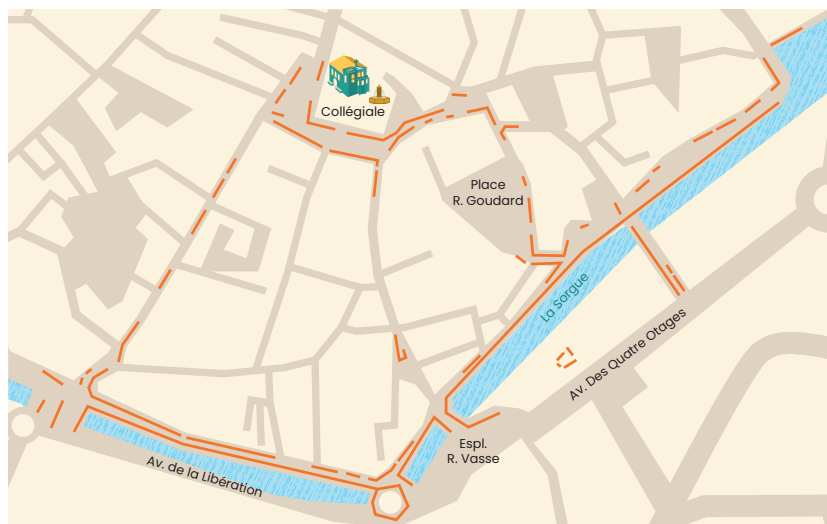 Collégiale
Place
R. Goudard
La Sorgue
Av. Des Quatre Otages
Espl.
R. Vasse
Av. de la Libération